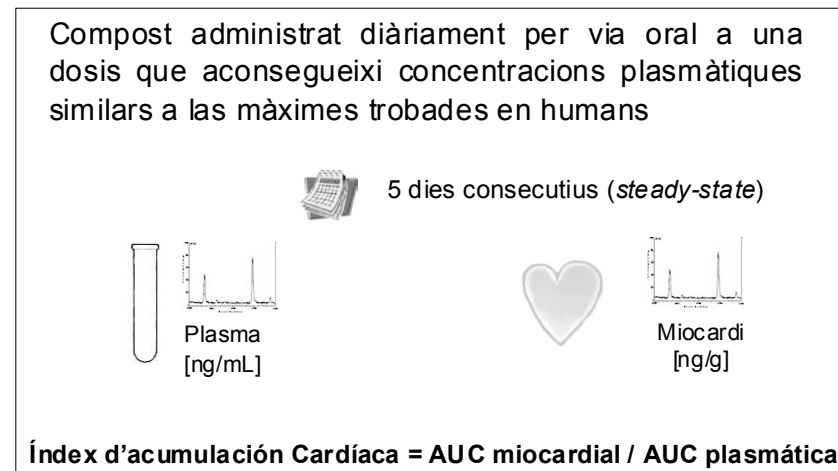 Compost administrat diàriament per via oral a una
dosis que aconsegueixi concentracions plasmàtiques
similars a las màximes trobades en humans
5 dies consecutius (steady-state)
Plasma
[ng/mL]
Miocardi
[ng/g]
Índex d'acumulación Cardíaca = AUC miocardial / AUC plasmática